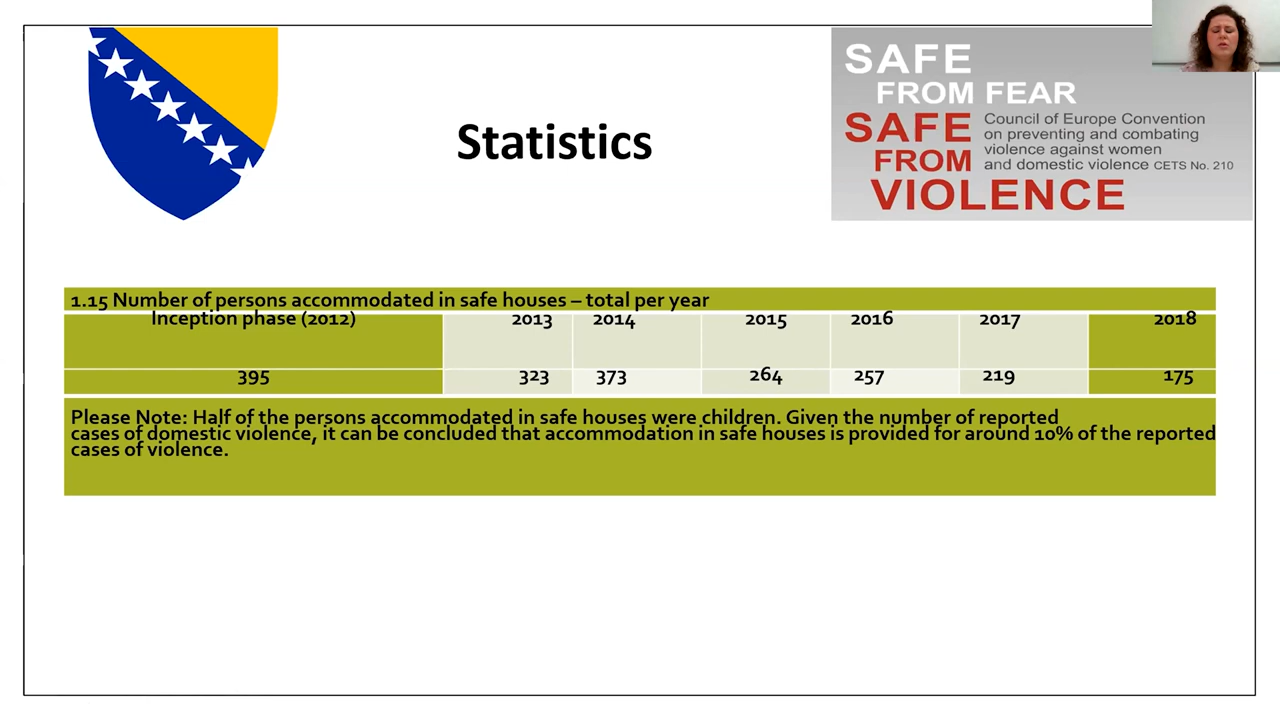 Statistics
SAFE
FROM FEAR
SAFE
FROM
VIOLENCE
Council of Europe Convention
on preventing and combating
violence against women
and domestic violence CETS No. 210
1.15 Number of persons accommodated in safe houses – total per year
Inception phase (2012) 2013 2014 2015 2016 2017 2018
395 323 373 264 257 219 175
Please Note: Half of the persons accommodated in safe houses were children. Given the number of reported
cases of domestic violence, it can be concluded that accommodation in safe houses is provided for around 10% of the reported
cases of violence.